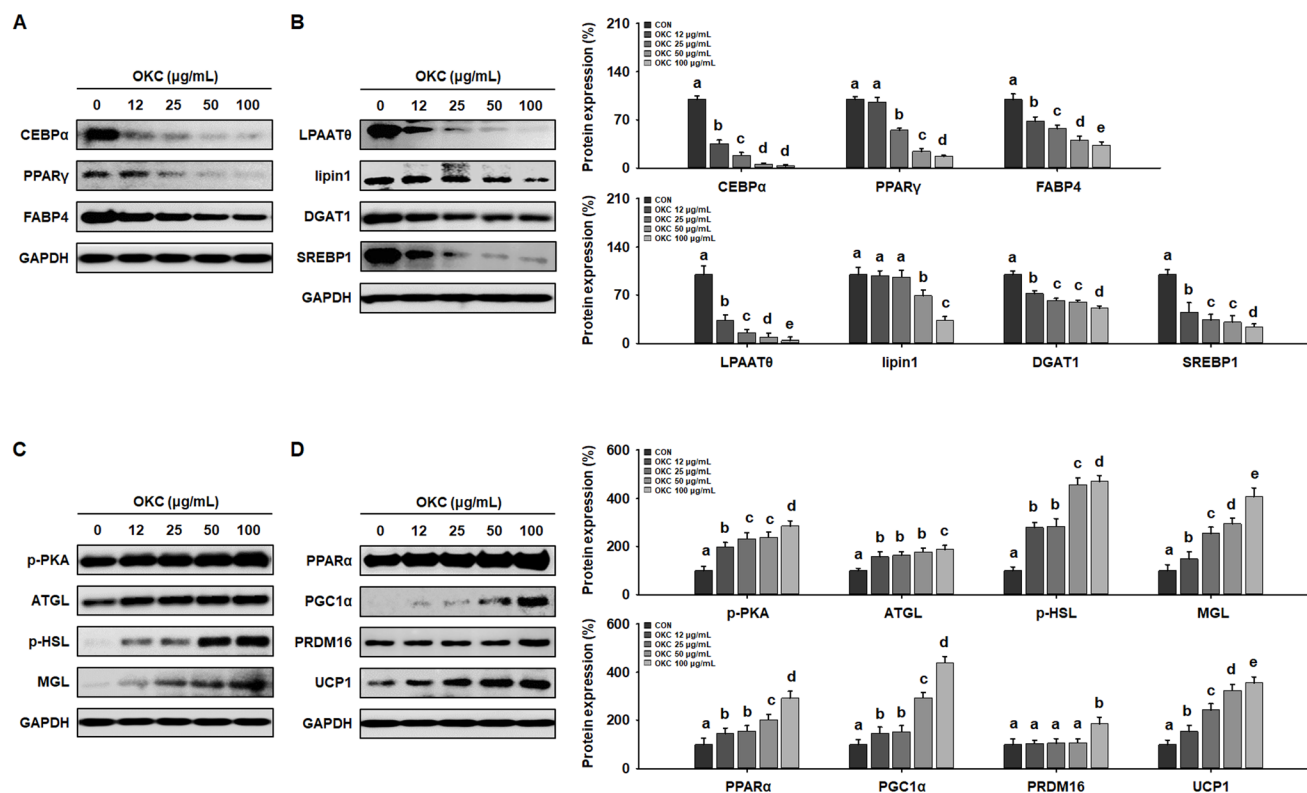 A
OKC (µg/mL)
0 12 25 50 100
CEBPα
PPARγ
FABP4
GAPDH
B
OKC (µg/mL)
0 12 25 50 100
LPAATθ
lipin1
DGAT1
SREBP1
GAPDH
Protein expression (%)
210
140
70
0
CON
OKC 12 µg/mL
OKC 25 µg/mL
OKC 50 µg/mL
OKC 100 µg/mL
a b c d d
a a b c d
a b c d e
CEBPα PPARγ FABP4
Protein expression (%)
210
140
70
0
CON
OKC 12 µg/mL
OKC 25 µg/mL
OKC 50 µg/mL
OKC 100 µg/mL
a b c d e
a a a b c
a b c c d
a b c c d
LPAATθ lipin1 DGAT1 SREBP1
C
OKC (µg/mL)
0 12 25 50 100
p-PKA
ATGL
p-HSL
MGL
GAPDH
D
OKC (µg/mL)
0 12 25 50 100
PPARα
PGC1α
PRDM16
UCP1
GAPDH
Protein expression (%)
600
400
200
0
CON
OKC 12 µg/mL
OKC 25 µg/mL
OKC 50 µg/mL
OKC 100 µg/mL
a b c c d
a b b b c
a b b c d
a b c d e
p-PKA ATGL p-HSL MGL
Protein expression (%)
600
400
200
0
CON
OKC 12 µg/mL
OKC 25 µg/mL
OKC 50 µg/mL
OKC 100 µg/mL
a b b c d
a b b c d
a a a a b
a b c d e
PPARα PGC1α PRDM16 UCP1